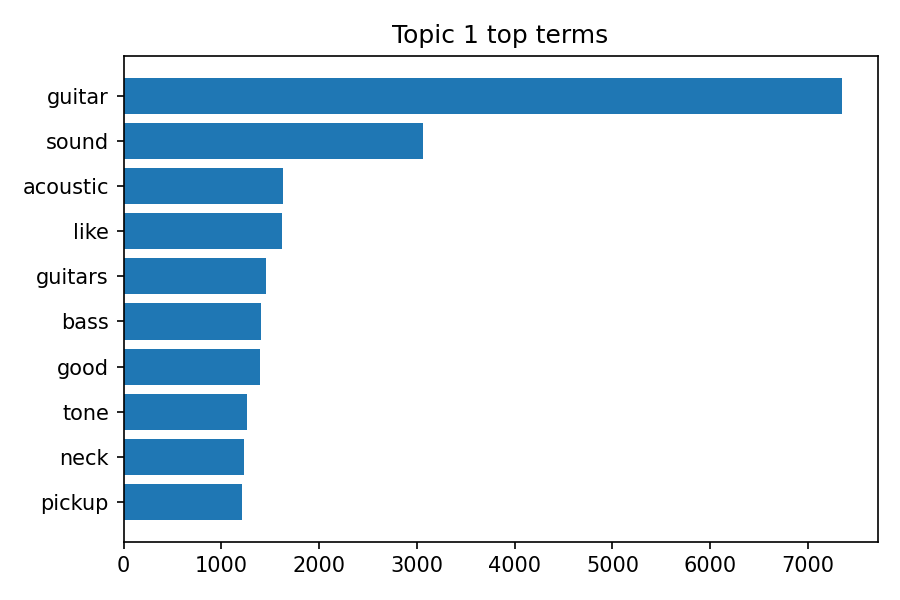 Topic 1 top terms
guitar
sound
acoustic
like
guitars
bass
good
tone
neck
pickup
0 1000 2000 3000 4000 5000 6000 7000